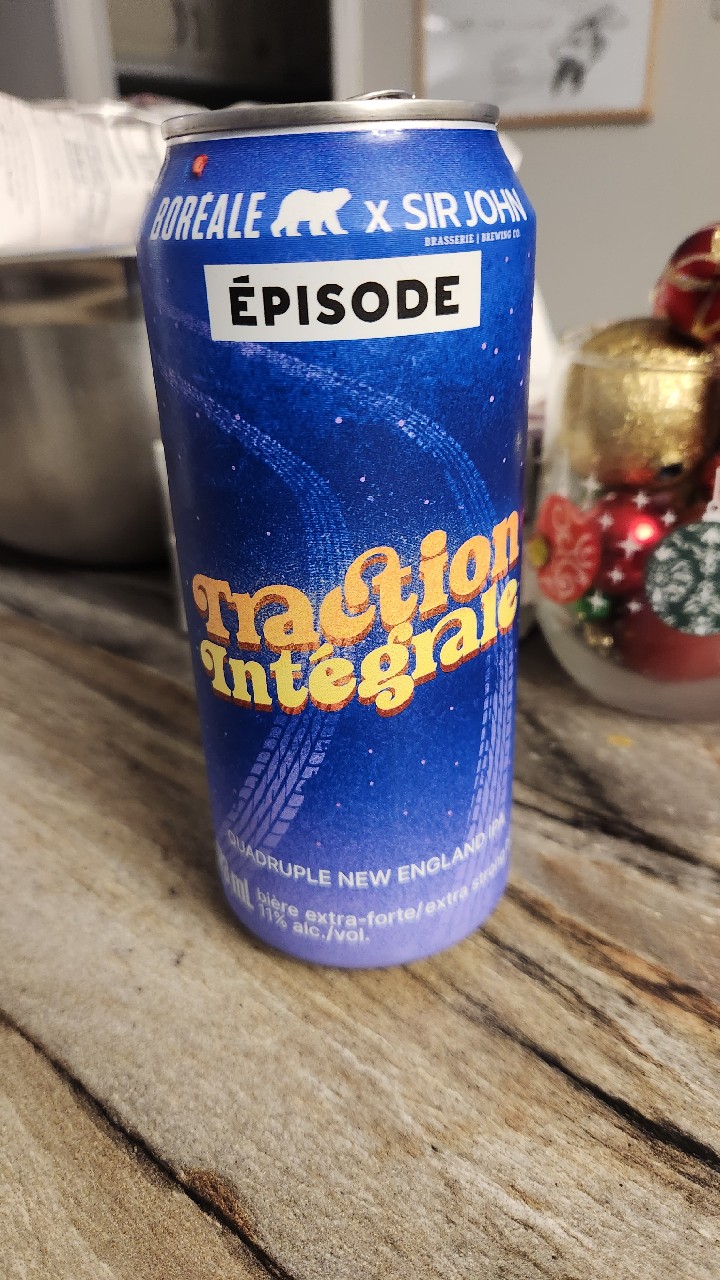 BORÉALE X SIR JOHN
BRASSERIE | BREWING CO.
ÉPISODE
Traction
Intégrale
QUADRUPLE NEW ENGLAND IPA
mL
bière extra-forte/extra strong
11% alc./vol.